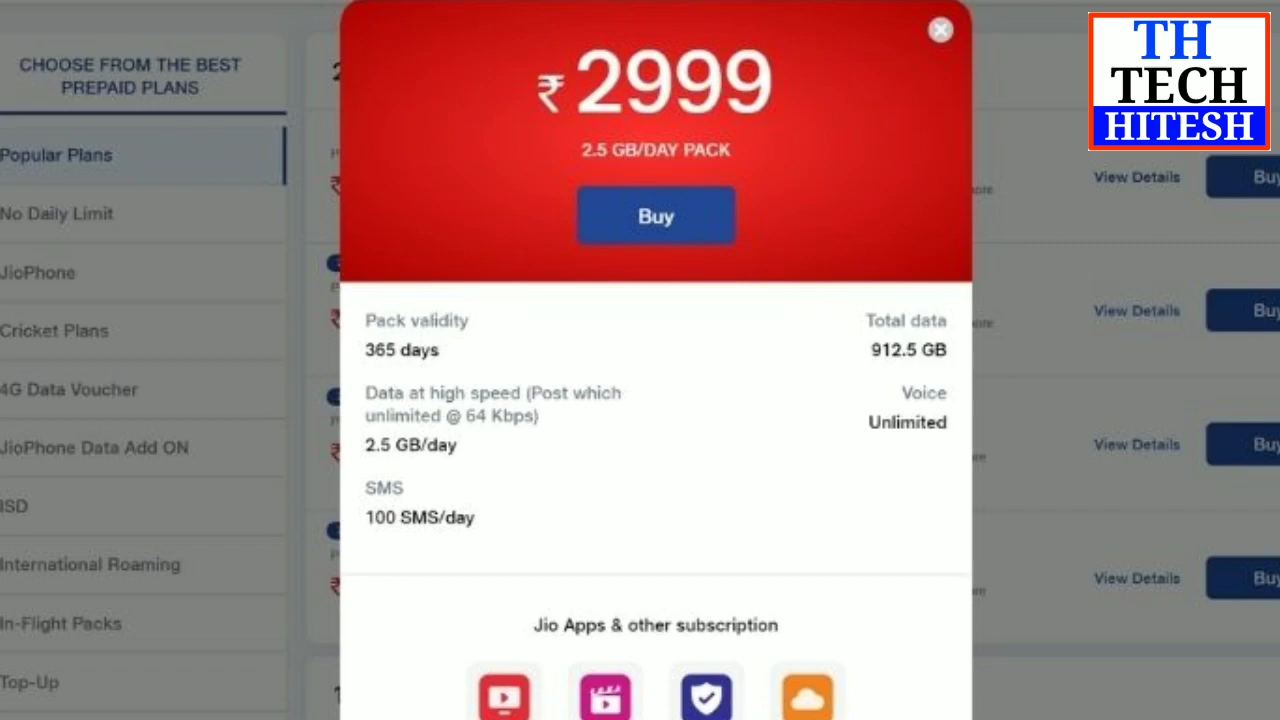 CHOOSE FROM THE BEST
PREPAID PLANS
Popular Plans
No Daily Limit
JioPhone
Cricket Plans
4G Data Voucher
JioPhone Data Add ON
ISD
International Roaming
In-Flight Packs
Top-Up
₹ 2999
2.5 GB/DAY PACK
Buy
Pack validity
365 days
Total data
912.5 GB
Data at high speed (Post which
unlimited @ 64 Kbps)
2.5 GB/day
Voice
Unlimited
SMS
100 SMS/day
Jio Apps & other subscription
TH
TECH
HITESH
View Details
Buy
View Details
Buy
View Details
Buy
View Details
Buy